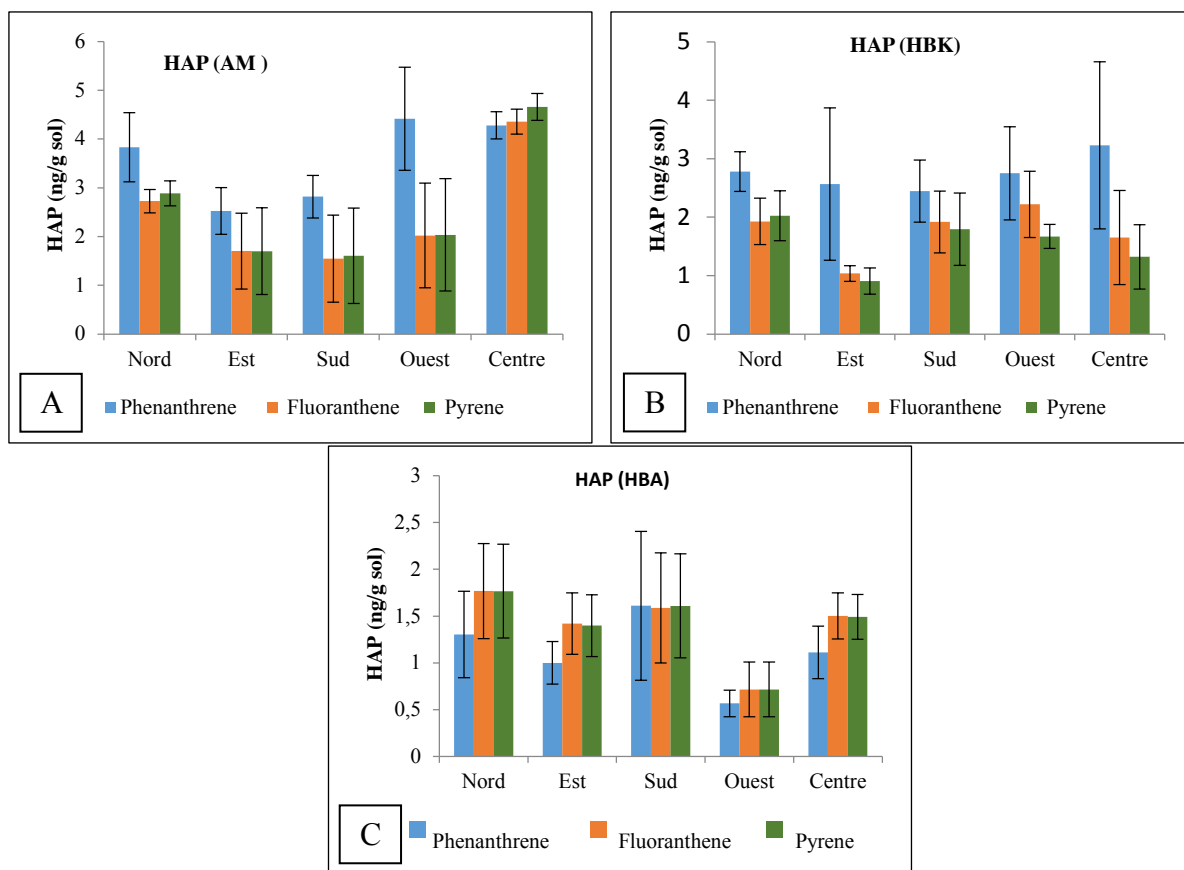 HAP (AM )
HAP (ng/g sol)
6
5
4
3
2
1
0
Nord Est Sud Ouest Centre
A
Phenanthrene Fluoranthene Pyrene
HAP (HBK)
HAP (ng/g sol)
5
4
3
2
1
0
Nord Est Sud Ouest Centre
B
Phenanthrene Fluoranthene Pyrene
HAP (HBA)
HAP (ng/g sol)
3
2,5
2
1,5
1
0,5
0
Nord Est Sud Ouest Centre
C
Phenanthrene Fluoranthene Pyrene